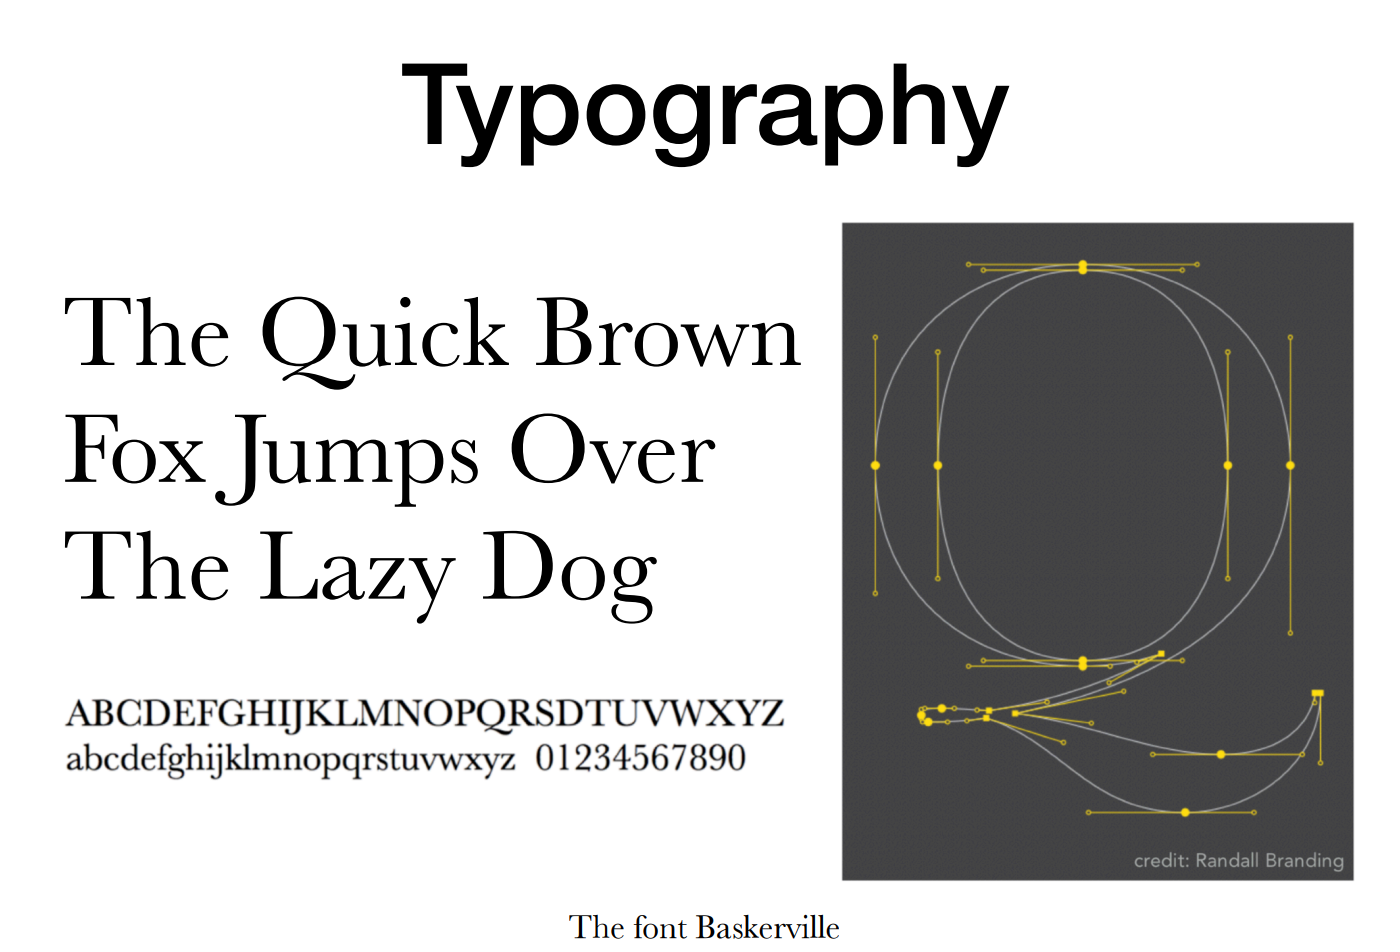 Typography
The Quick Brown
Fox Jumps Over
The Lazy Dog
ABCDEFGHIJKLMNOPQRSDTUVWXYZ
abcdefghijklmnopqrstuvwxyz 01234567890
credit: Randall Branding
The font Baskerville